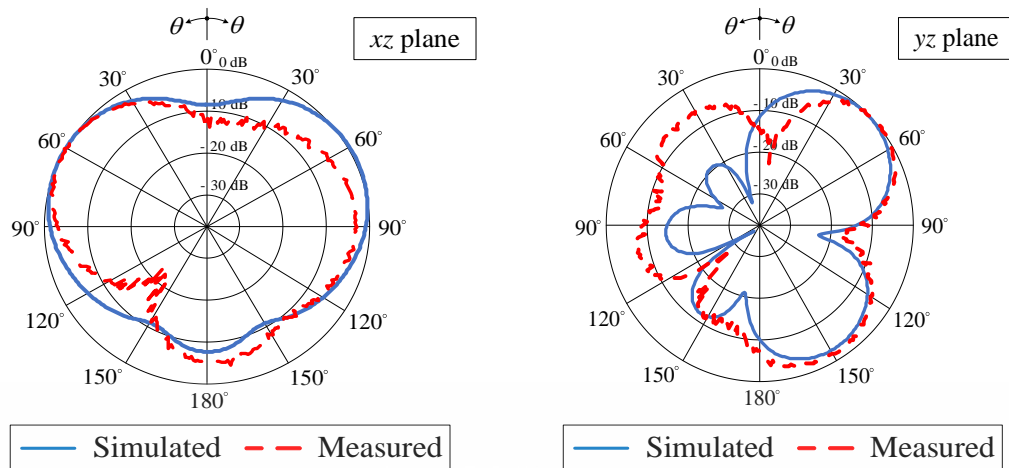 θ θ
xz plane
0° 0 dB
30° 30°
-10 dB
60° 60°
-20 dB
-30 dB
90° 90°
120° 120°
150° 150°
180°
Simulated Measured
θ θ
yz plane
0° 0 dB
30° 30°
-10 dB
60° 60°
-20 dB
-30 dB
90° 90°
120° 120°
150° 150°
180°
Simulated Measured